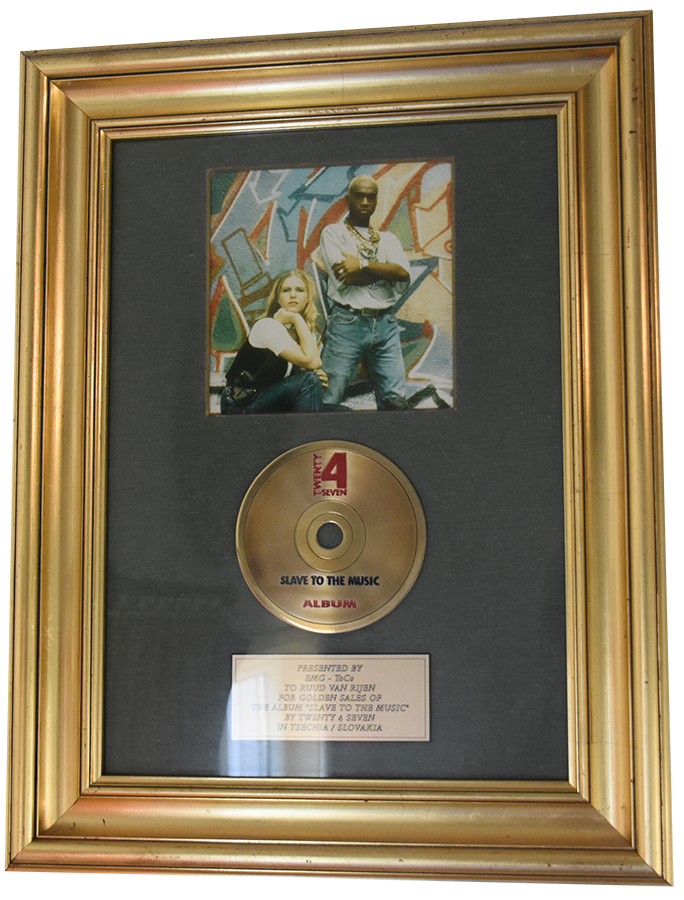 TWENTY
4
SEVEN
SLAVE TO THE MUSIC
ALBUM
PRESENTED BY
EMG - ToCo
TO RUUD VAN RIJEN
FOR GOLDEN SALES OF
THE ALBUM "SLAVE TO THE MUSIC"
BY TWENTY 4 SEVEN
IN TSECHIA / SLOVAKIA